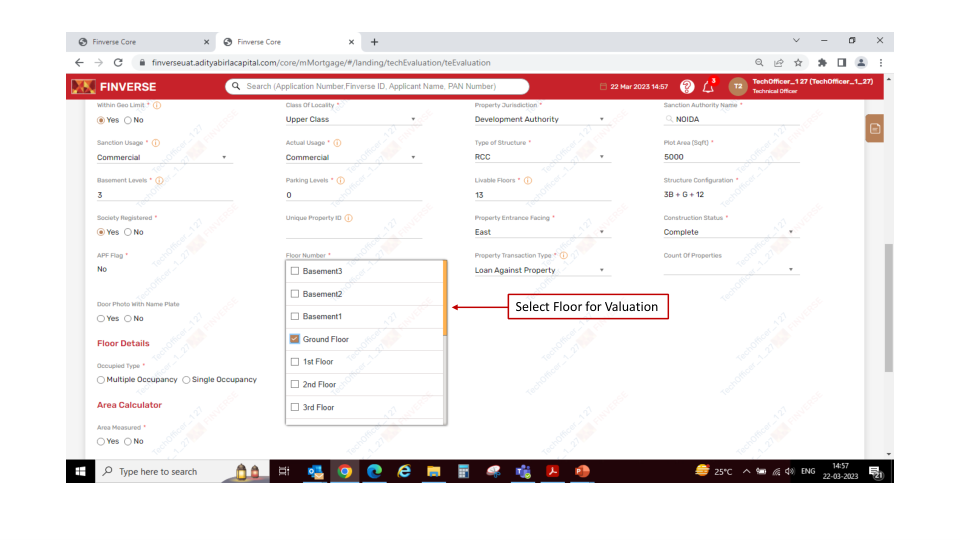 Finverse Core
Finverse Core
finverseuat.adityabirlacapital.com/core/mMortgage/#/landing/techEvaluation/teEvaluation
FINVERSE
Search (Application Number,Finverse ID, Applicant Name, PAN Number)
22 Mar 2023 14:57
3
T2
TechOfficer_1 27 (TechOfficer_1_27)
Technical Officer
Within Geo Limit *
Class Of Locality *
Property Jurisdiction *
Sanction Authority Name *
Yes No
Upper Class
Development Authority
NOIDA
Sanction Usage *
Actual Usage *
Type of Structure *
Plot Area (Sqft) *
Commercial
Commercial
RCC
5000
Basement Levels *
Parking Levels *
Livable Floors *
Structure Configuration *
3
0
13
3B + G + 12
Society Registered *
Unique Property ID
Property Entrance Facing *
Construction Status *
Yes No
East
Complete
APF Flag *
Floor Number *
Property Transaction Type *
Count Of Properties
No
Loan Against Property
Basement3
Basement2
Basement1
Ground Floor
1st Floor
2nd Floor
3rd Floor
Select Floor for Valuation
Door Photo With Name Plate
Yes No
Floor Details
Occupied Type *
Multiple Occupancy Single Occupancy
Area Calculator
Area Measured *
Yes No
Type here to search
25°C
ENG
14:57
22-03-2023
21